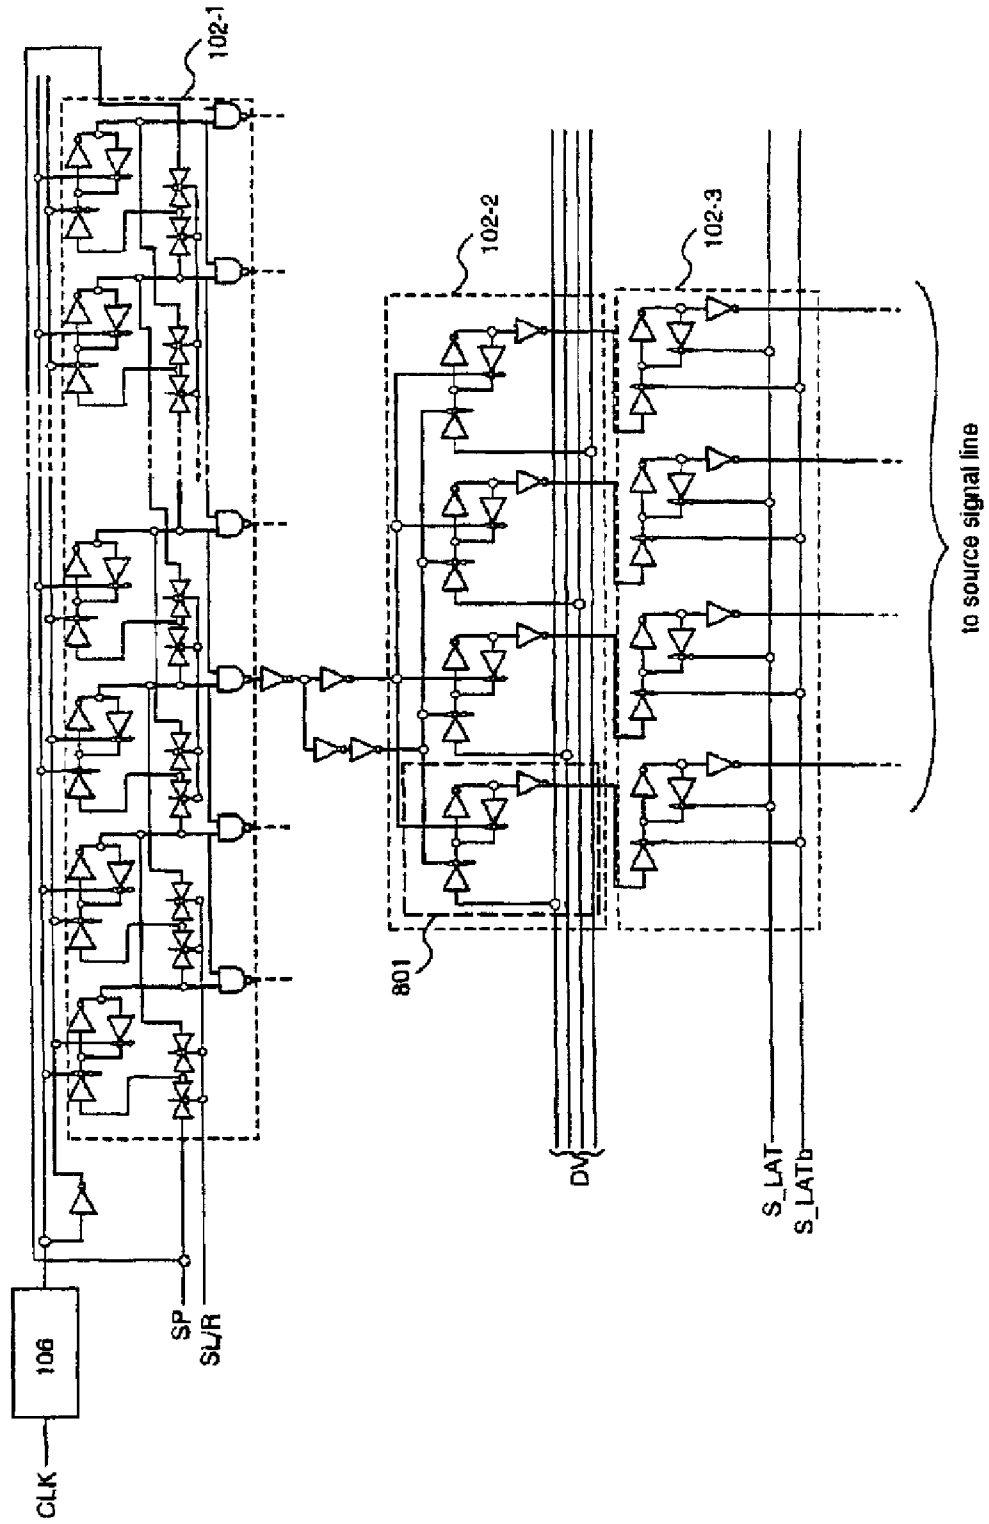 CLK
106
SP
SL/R
102-1
102-2
801
DV
102-3
S_LAT
S_LATb
to source signal line